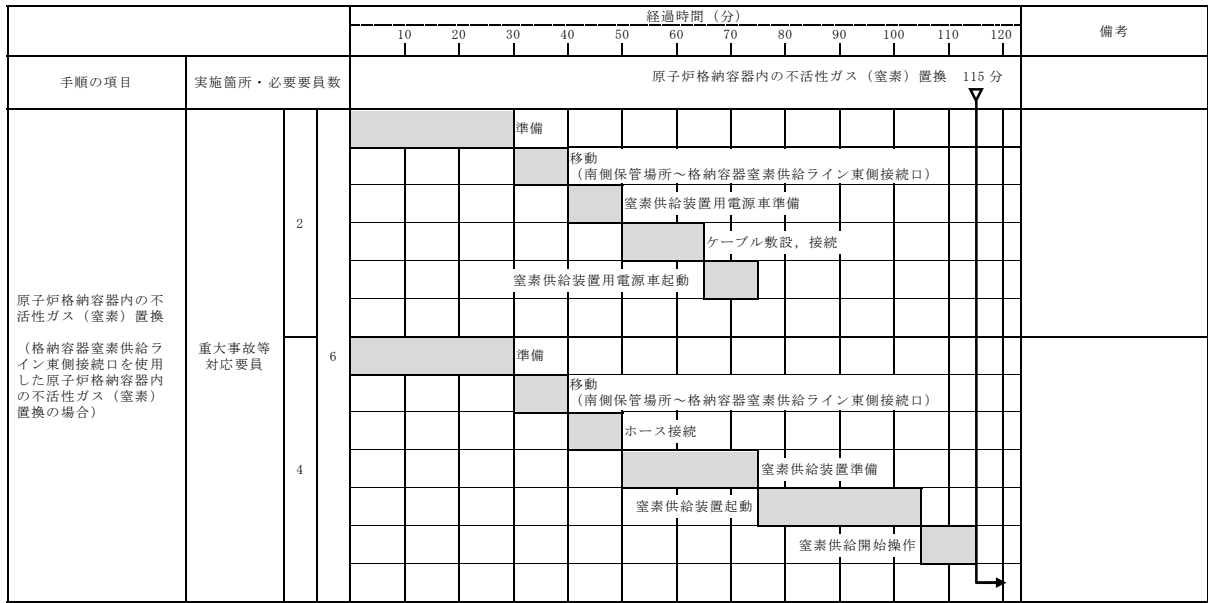 経過時間（分）
備考
10 20 30 40 50 60 70 80 90 100 110 120
手順の項目
実施箇所・必要要員数
原子炉格納容器内の不活性ガス（窒素）置換 115分
原子炉格納容器内の不
活性ガス（窒素）置換
（格納容器窒素供給ラ
イン東側接続口を使用
した原子炉格納容器内
の不活性ガス（窒素）
置換の場合）
重大事故等
対応要員
2
4
6
準備
移動
（南側保管場所～格納容器窒素供給ライン東側接続口）
窒素供給装置用電源車準備
ケーブル敷設，接続
窒素供給装置用電源車起動
準備
移動
（南側保管場所～格納容器窒素供給ライン東側接続口）
ホース接続
窒素供給装置準備
窒素供給装置起動
窒素供給開始操作